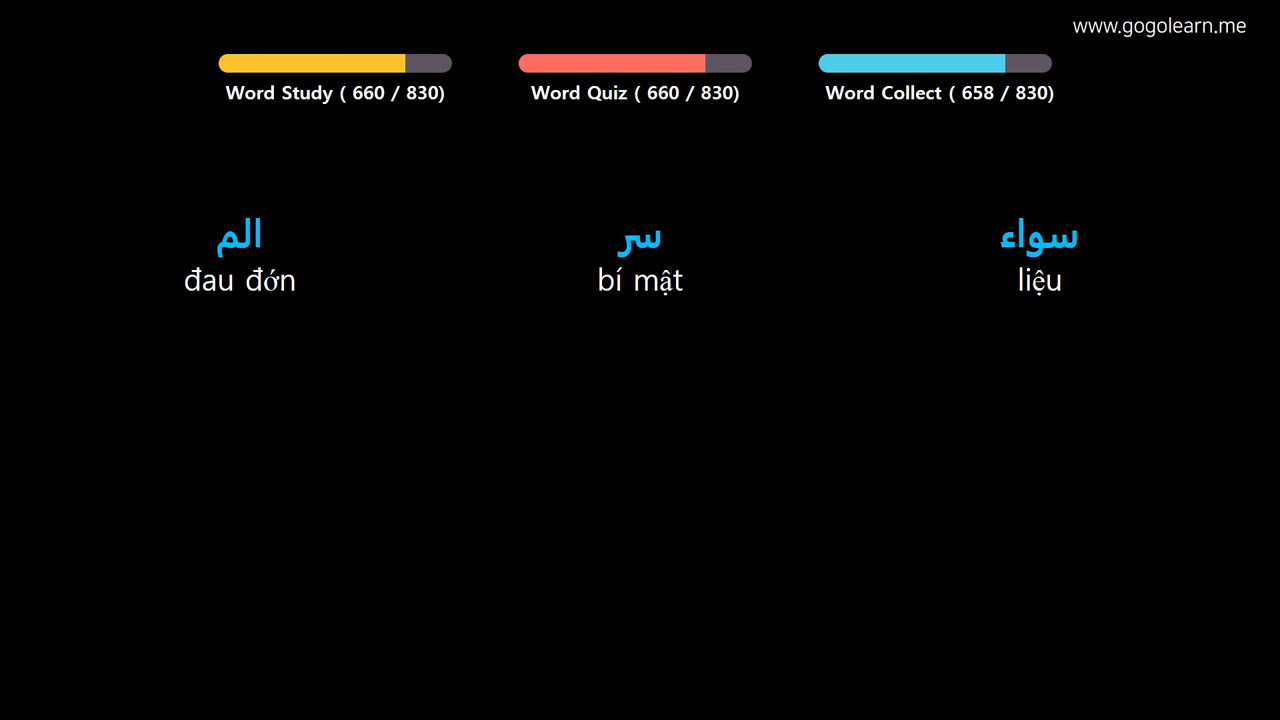 www.gogolearn.me
Word Study ( 660 / 830)
Word Quiz ( 660 / 830)
Word Collect ( 658 / 830)
الم
đau đớn
سر
bí mật
سواء
liệu